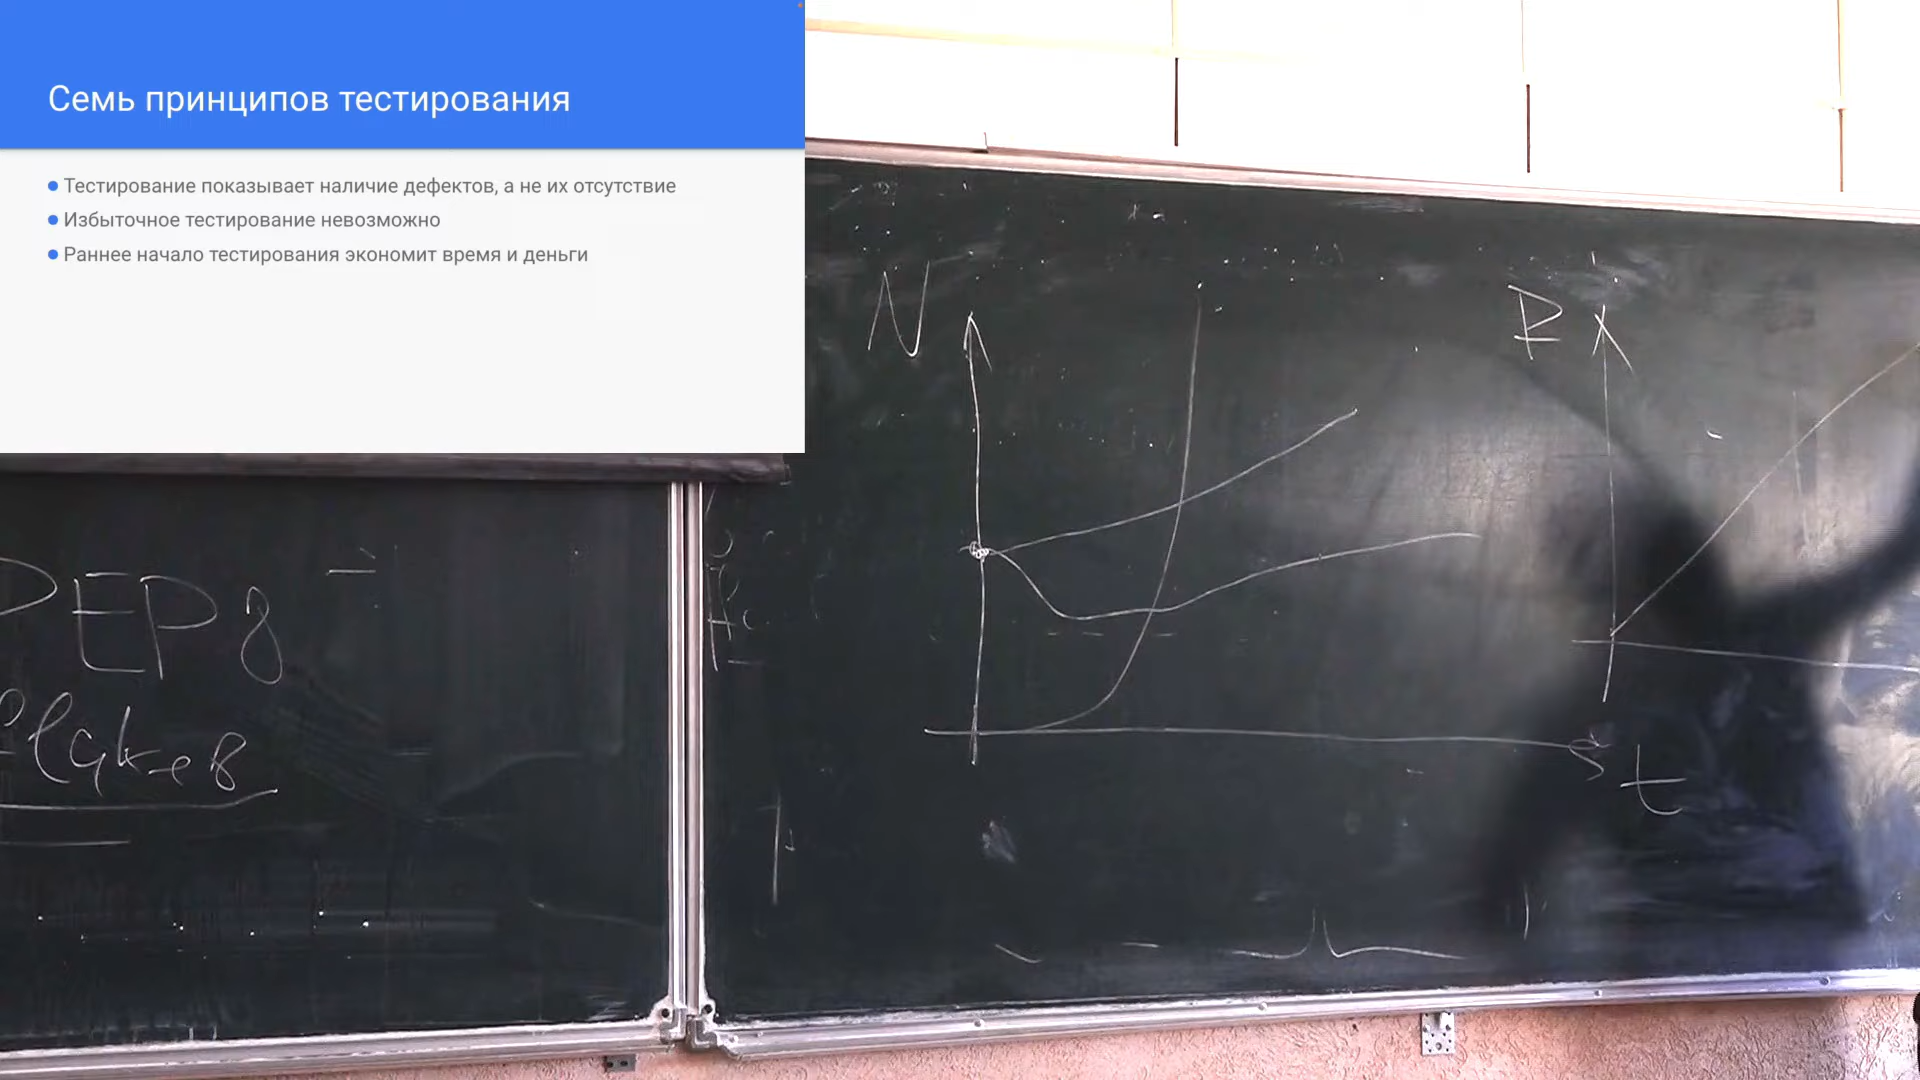 Семь принципов тестирования
Тестирование показывает наличие дефектов, а не их отсутствие
Избыточное тестирование невозможно
Раннее начало тестирования экономит время и деньги
N
P
PEP8
t